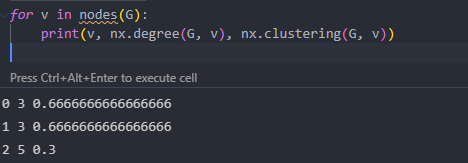 for v in nodes(G):
    print(v, nx.degree(G, v), nx.clustering(G, v))
Press Ctrl+Alt+Enter to execute cell
0 3 0.6666666666666666
1 3 0.6666666666666666
2 5 0.3